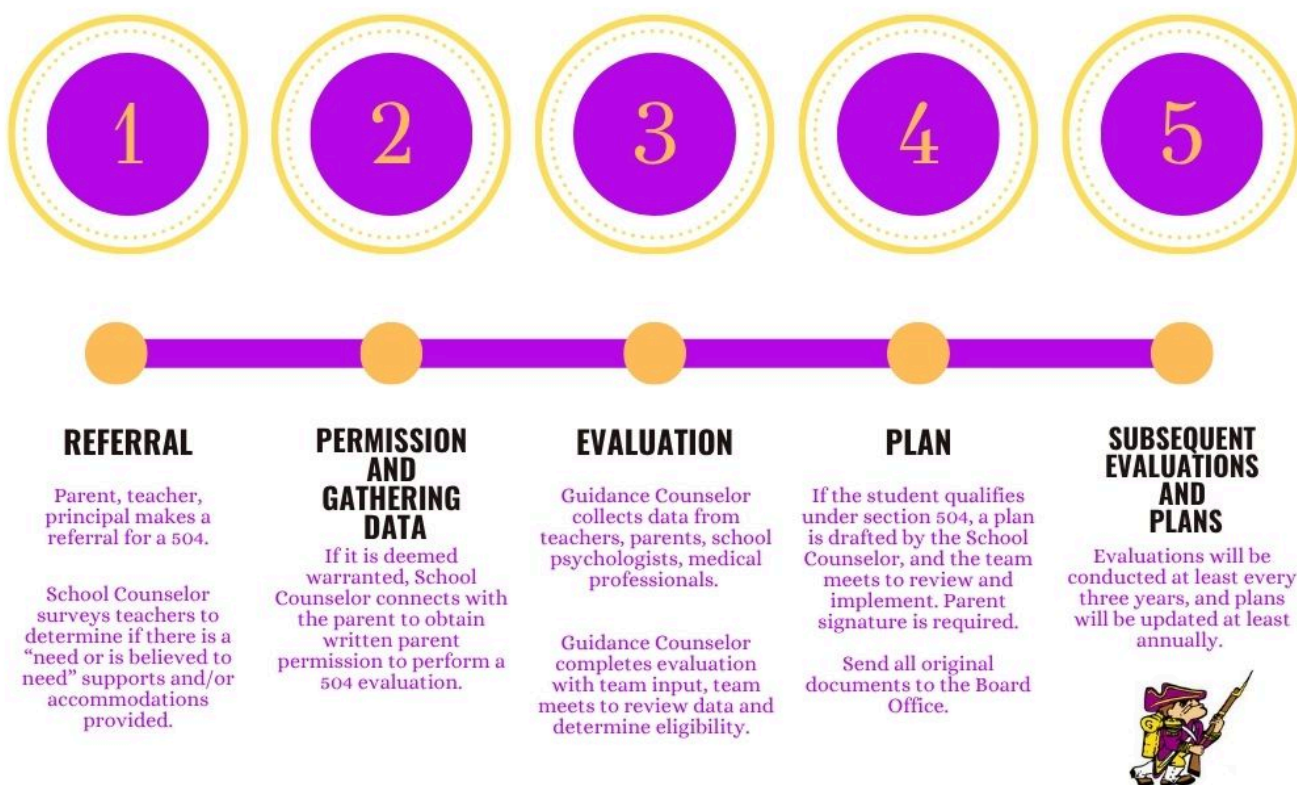 1
2
3
4
5
REFERRAL
Parent, teacher,
principal makes a
referral for a 504.
School Counselor
surveys teachers to
determine if there is a
“need or is believed to
need” supports and/or
accommodations
provided.
PERMISSION
AND
GATHERING
DATA
If it is deemed
warranted, School
Counselor connects with
the parent to obtain
written parent
permission to perform a
504 evaluation.
EVALUATION
Guidance Counselor
collects data from
teachers, parents, school
psychologists, medical
professionals.
Guidance Counselor
completes evaluation
with team input, team
meets to review data and
determine eligibility.
PLAN
If the student qualifies
under section 504, a plan
is drafted by the School
Counselor, and the team
meets to review and
implement. Parent
signature is required.
Send all original
documents to the Board
Office.
SUBSEQUENT
EVALUATIONS
AND
PLANS
Evaluations will be
conducted at least every
three years, and plans
will be updated at least
annually.